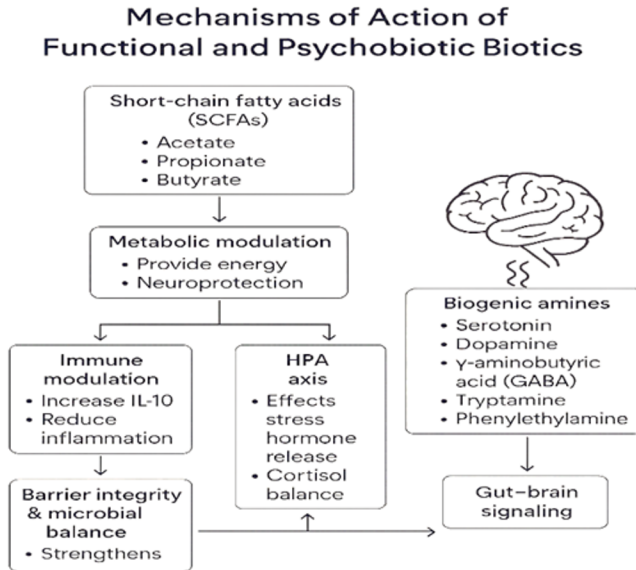 Mechanisms of Action of
Functional and Psychobiotic Biotics
Short-chain fatty acids
(SCFAs)
• Acetate
• Propionate
• Butyrate
Metabolic modulation
• Provide energy
• Neuroprotection
Immune
modulation
• Increase IL-10
• Reduce
inflammation
HPA
axis
• Effects
stress
hormone
release
• Cortisol
balance
Barrier integrity
& microbial
balance
• Strengthens
Biogenic amines
• Serotonin
• Dopamine
• γ-aminobutyric
acid (GABA)
• Tryptamine
• Phenylethylamine
Gut–brain
signaling